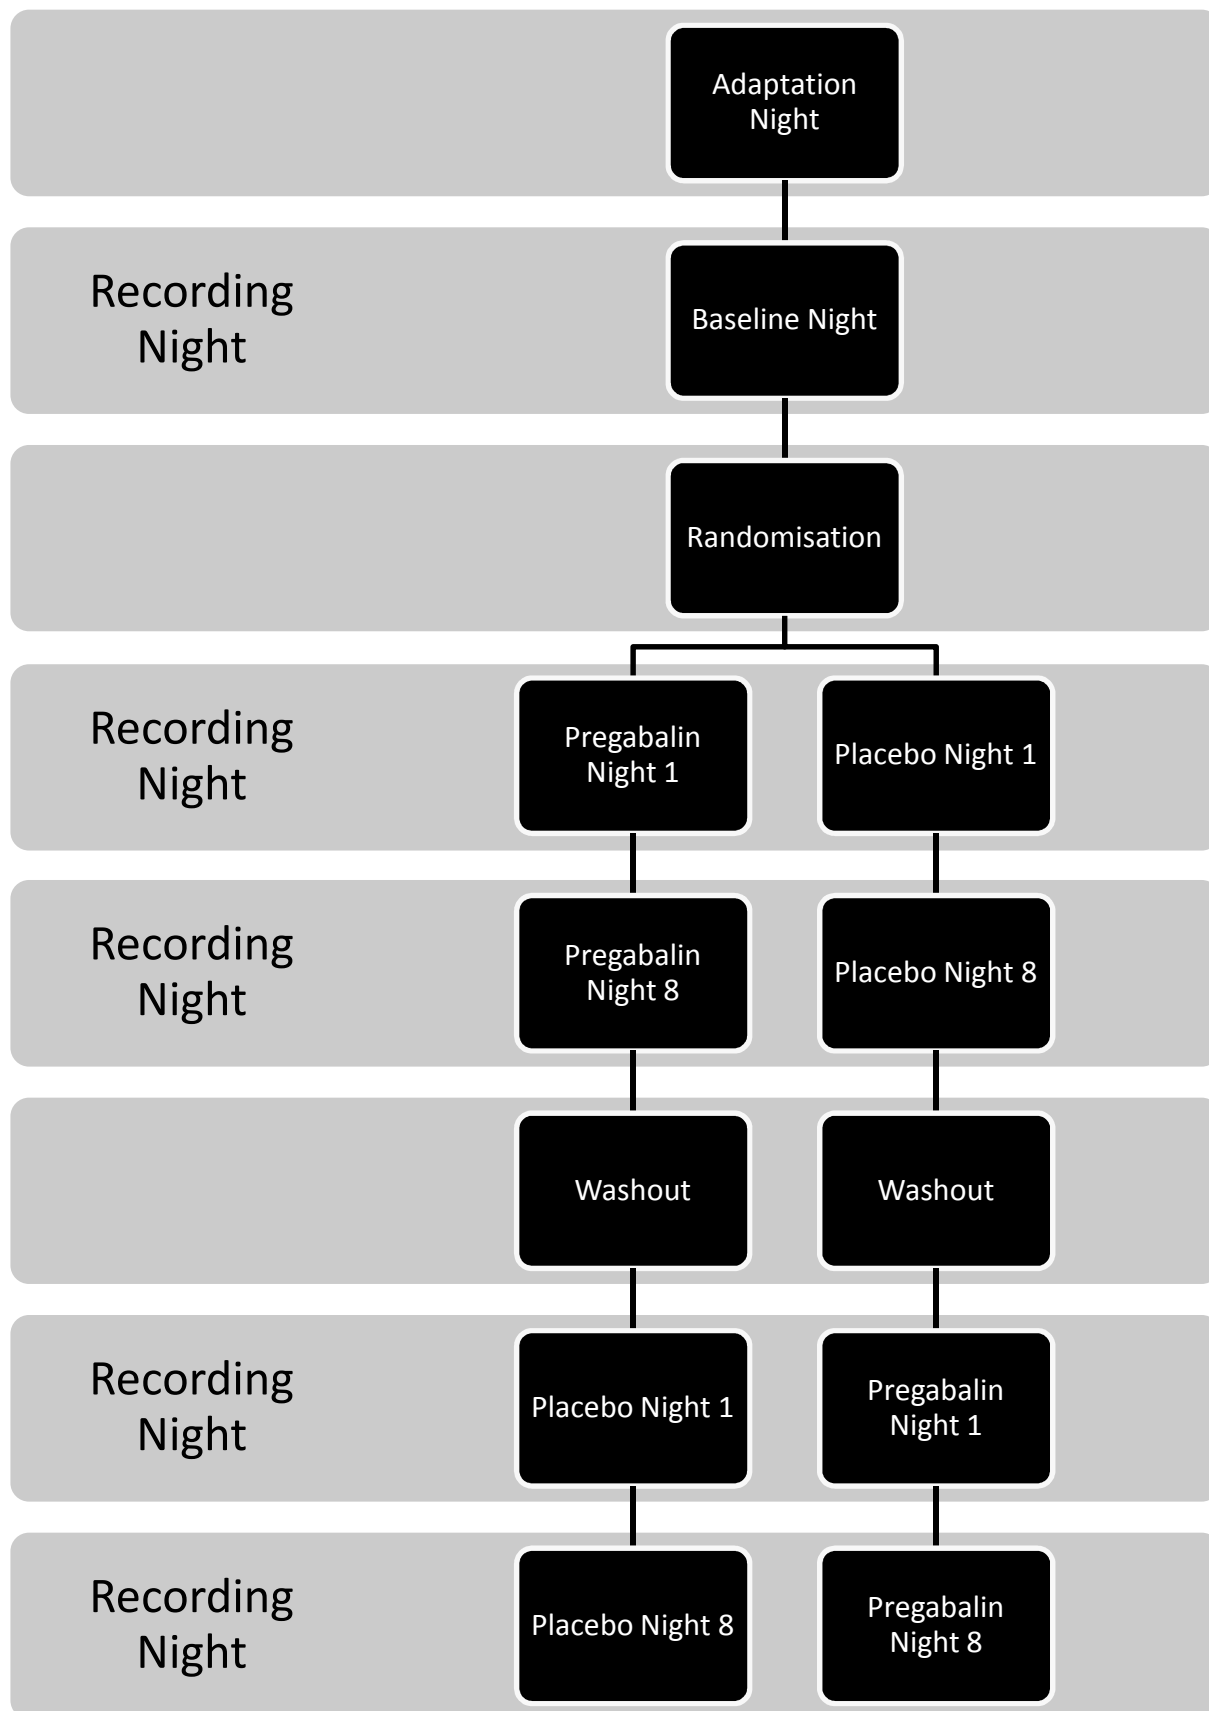 Adaptation
Night
Recording
Night
Baseline Night
Randomisation
Recording
Night
Pregabalin
Night 1
Placebo Night 1
Recording
Night
Pregabalin
Night 8
Placebo Night 8
Washout
Washout
Recording
Night
Placebo Night 1
Pregabalin
Night 1
Recording
Night
Placebo Night 8
Pregabalin
Night 8